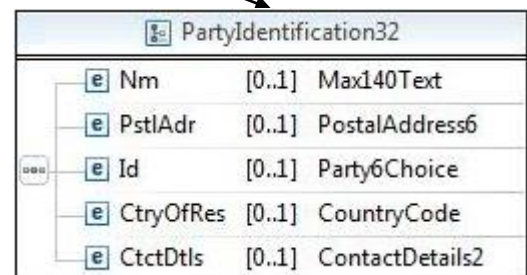 PartyIdentification32
e Nm [0..1] Max140Text
e PstlAdr [0..1] PostalAddress6
e Id [0..1] Party6Choice
e CtryOfRes [0..1] CountryCode
e CtctDtls [0..1] ContactDetails2